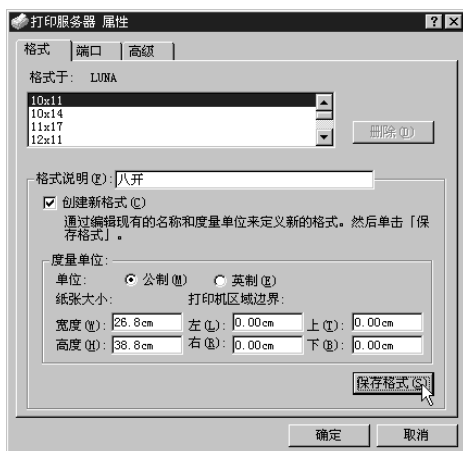 打印服务器 属性
格式 端口 高级
格式于: LUNA
10x11
10x14
11x17
12x11
删除(D)
格式说明(F): 八开
创建新格式(C)
通过编辑现有的名称和度量单位来定义新的格式。然后单击「保
存格式」。
度量单位:
单位: 公制(M) 英制(E)
纸张大小: 打印机区域边界:
宽度(W): 26.8cm 左(L): 0.00cm 上(T): 0.00cm
高度(H): 38.8cm 右(R): 0.00cm 下(B): 0.00cm
保存格式(S)
确定 取消